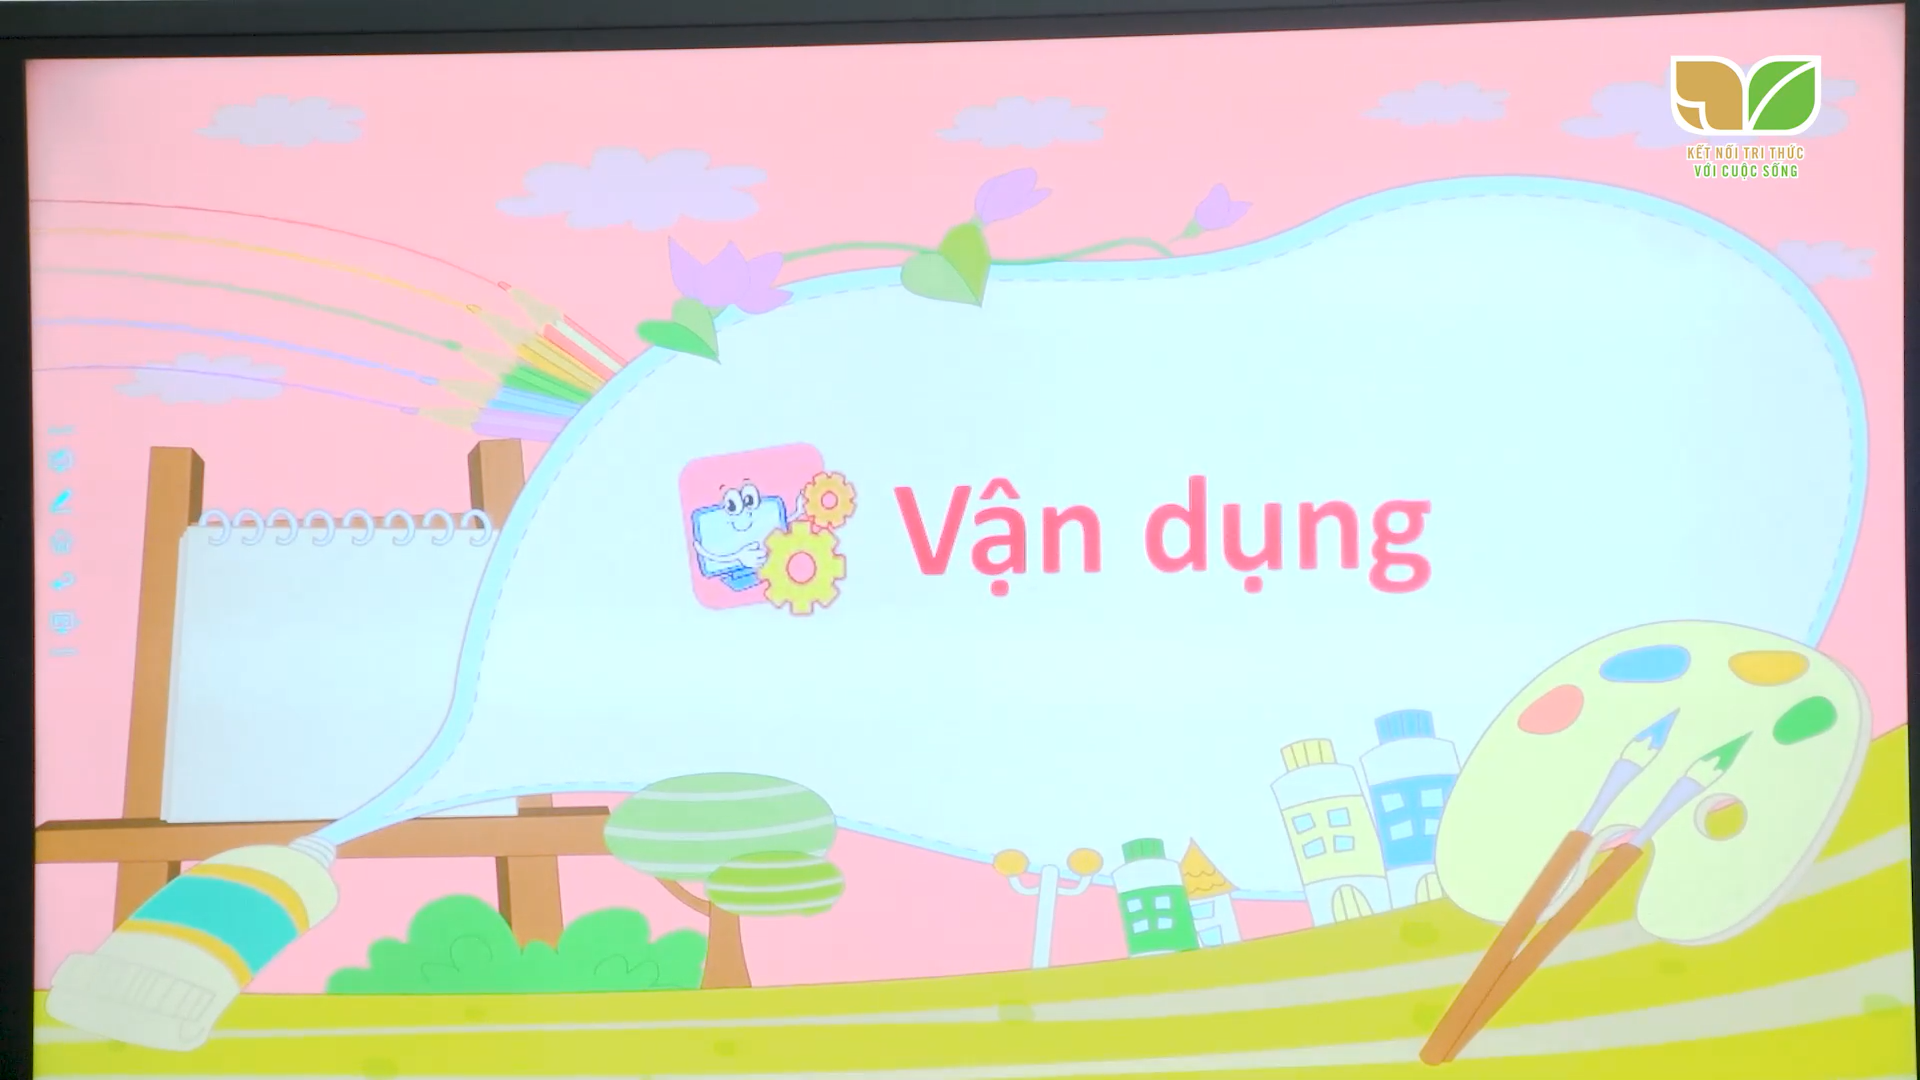 KẾT NỐI TRI THỨC
VỚI CUỘC SỐNG
Vận dụng